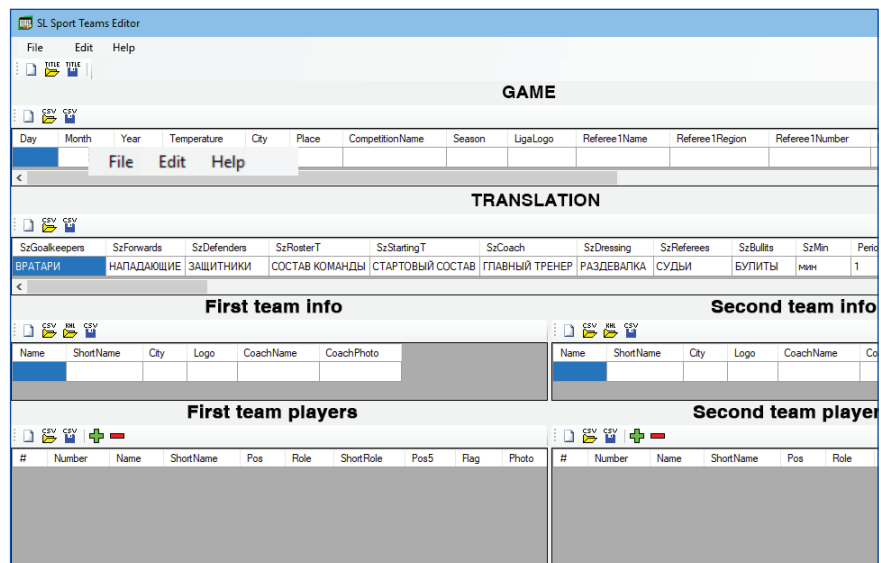 SL Sport Teams Editor
File Edit Help
TITLE TITLE
GAME
CSV CSV
Day Month Year Temperature City Place CompetitionName Season LigaLogo Referee1Name Referee1Region Referee1Number
File Edit Help
TRANSLATION
CSV CSV
SzGoalkeepers SzForwards SzDefenders SzRosterT SzStartingT SzCoach SzDressing SzReferees SzBullits SzMin Peric
ВРАТАРИ НАПАДАЮЩИЕ ЗАЩИТНИКИ СОСТАВ КОМАНДЫ СТАРТОВЫЙ СОСТАВ ГЛАВНЫЙ ТРЕНЕР РАЗДЕВАЛКА СУДЬИ БУЛИТЫ мин 1
First team info Second team info
CSV KHL CSV CSV KHL CSV
Name ShortName City Logo CoachName CoachPhoto Name ShortName City Logo CoachName Co
First team players Second team player
CSV CSV CSV CSV
# Number Name ShortName Pos Role ShortRole Pos5 Flag Photo # Number Name ShortName Pos Role